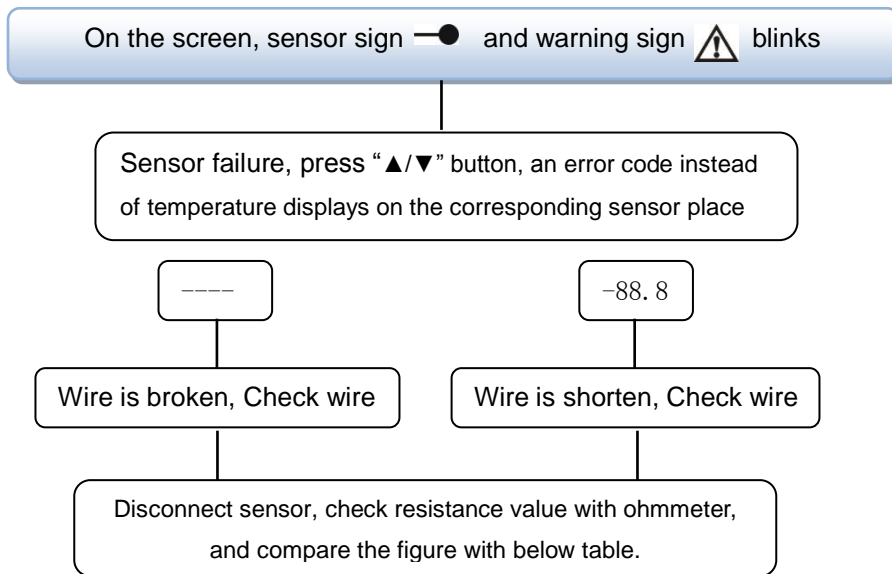 On the screen, sensor sign and warning sign blinks
Sensor failure, press “▲/▼” button, an error code instead
of temperature displays on the corresponding sensor place
----
-88.8
Wire is broken, Check wire
Wire is shorten, Check wire
Disconnect sensor, check resistance value with ohmmeter,
and compare the figure with below table.